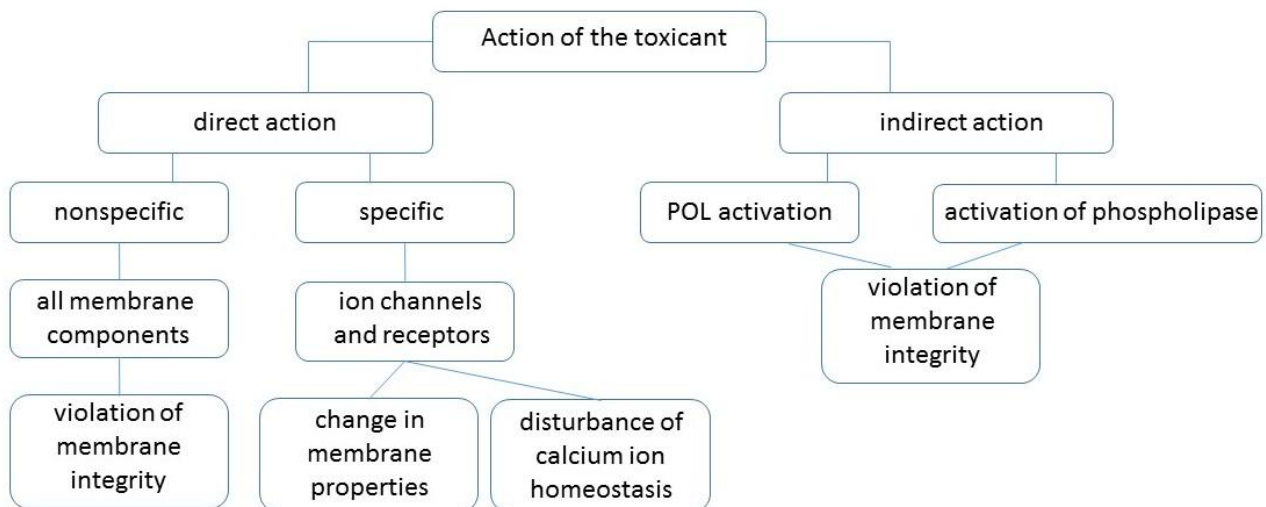 Action of the toxicant
direct action
indirect action
nonspecific
specific
POL activation
activation of phospholipase
all membrane
components
ion channels
and receptors
violation of
membrane
integrity
violation of
membrane
integrity
change in
membrane
properties
disturbance of
calcium ion
homeostasis